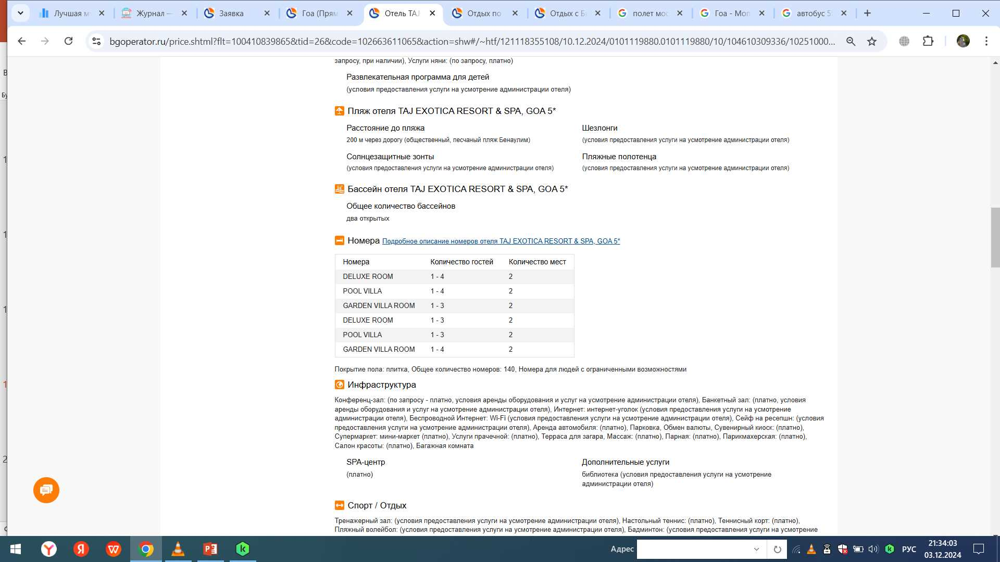 Лучшая м
Журнал —
Заявка
Гоа (Прям
Отель TAJ
Отдых по
Отдых с Б
полет мос
Гоа - Моп
автобус 5
bgoperator.ru/price.shtml?flt=100410839865&tid=26&code=102663611065&action=shw#/~htf/121118355108/10.12.2024/0101119880.0101119880/10/104610309336/10251000...
запросу, при наличии), Услуги няни: (по запросу, платно)
Развлекательная программа для детей
(условия предоставления услуги на усмотрение администрации отеля)
Пляж отеля TAJ EXOTICA RESORT & SPA, GOA 5*
Расстояние до пляжа
200 м через дорогу (общественный, песчаный пляж Бенаулим)
Шезлонги
(условия предоставления услуги на усмотрение администрации отеля)
Солнцезащитные зонты
(условия предоставления услуги на усмотрение администрации отеля)
Пляжные полотенца
(условия предоставления услуги на усмотрение администрации отеля)
Бассейн отеля TAJ EXOTICA RESORT & SPA, GOA 5*
Общее количество бассейнов
два открытых
Номера Подробное описание номеров отеля TAJ EXOTICA RESORT & SPA, GOA 5*
Номера Количество гостей Количество мест
DELUXE ROOM 1 - 4 2
POOL VILLA 1 - 4 2
GARDEN VILLA ROOM 1 - 3 2
DELUXE ROOM 1 - 3 2
POOL VILLA 1 - 3 2
GARDEN VILLA ROOM 1 - 4 2
Покрытие пола: плитка, Общее количество номеров: 140, Номера для людей с ограниченными возможностями
Инфраструктура
Конференц-зал: (по запросу - платно, условия аренды оборудования и услуг на усмотрение администрации отеля), Банкетный зал: (платно, условия
аренды оборудования и услуг на усмотрение администрации отеля), Интернет: интернет-уголок (условия предоставления услуги на усмотрение
администрации отеля), Беспроводной Интернет: Wi-Fi (условия предоставления услуги на усмотрение администрации отеля), Сейф на ресепшн: (условия
предоставления услуги на усмотрение администрации отеля), Аренда автомобиля: (платно), Парковка, Обмен валюты, Сувенирный киоск: (платно),
Супермаркет: мини-маркет (платно), Услуги прачечной: (платно), Терраса для загара, Массаж: (платно), Парная: (платно), Парикмахерская: (платно),
Салон красоты: (платно), Багажная комната
SPA-центр
(платно)
Дополнительные услуги
библиотека (условия предоставления услуги на усмотрение
администрации отеля)
Спорт / Отдых
Тренажерный зал: (условия предоставления услуги на усмотрение администрации отеля), Настольный теннис: (платно), Теннисный корт: (платно),
Пляжный волейбол: (условия предоставления услуги на усмотрение администрации отеля), Бадминтон: (условия предоставления услуги на усмотрение
Адрес
РУС
21:34:03
03.12.2024